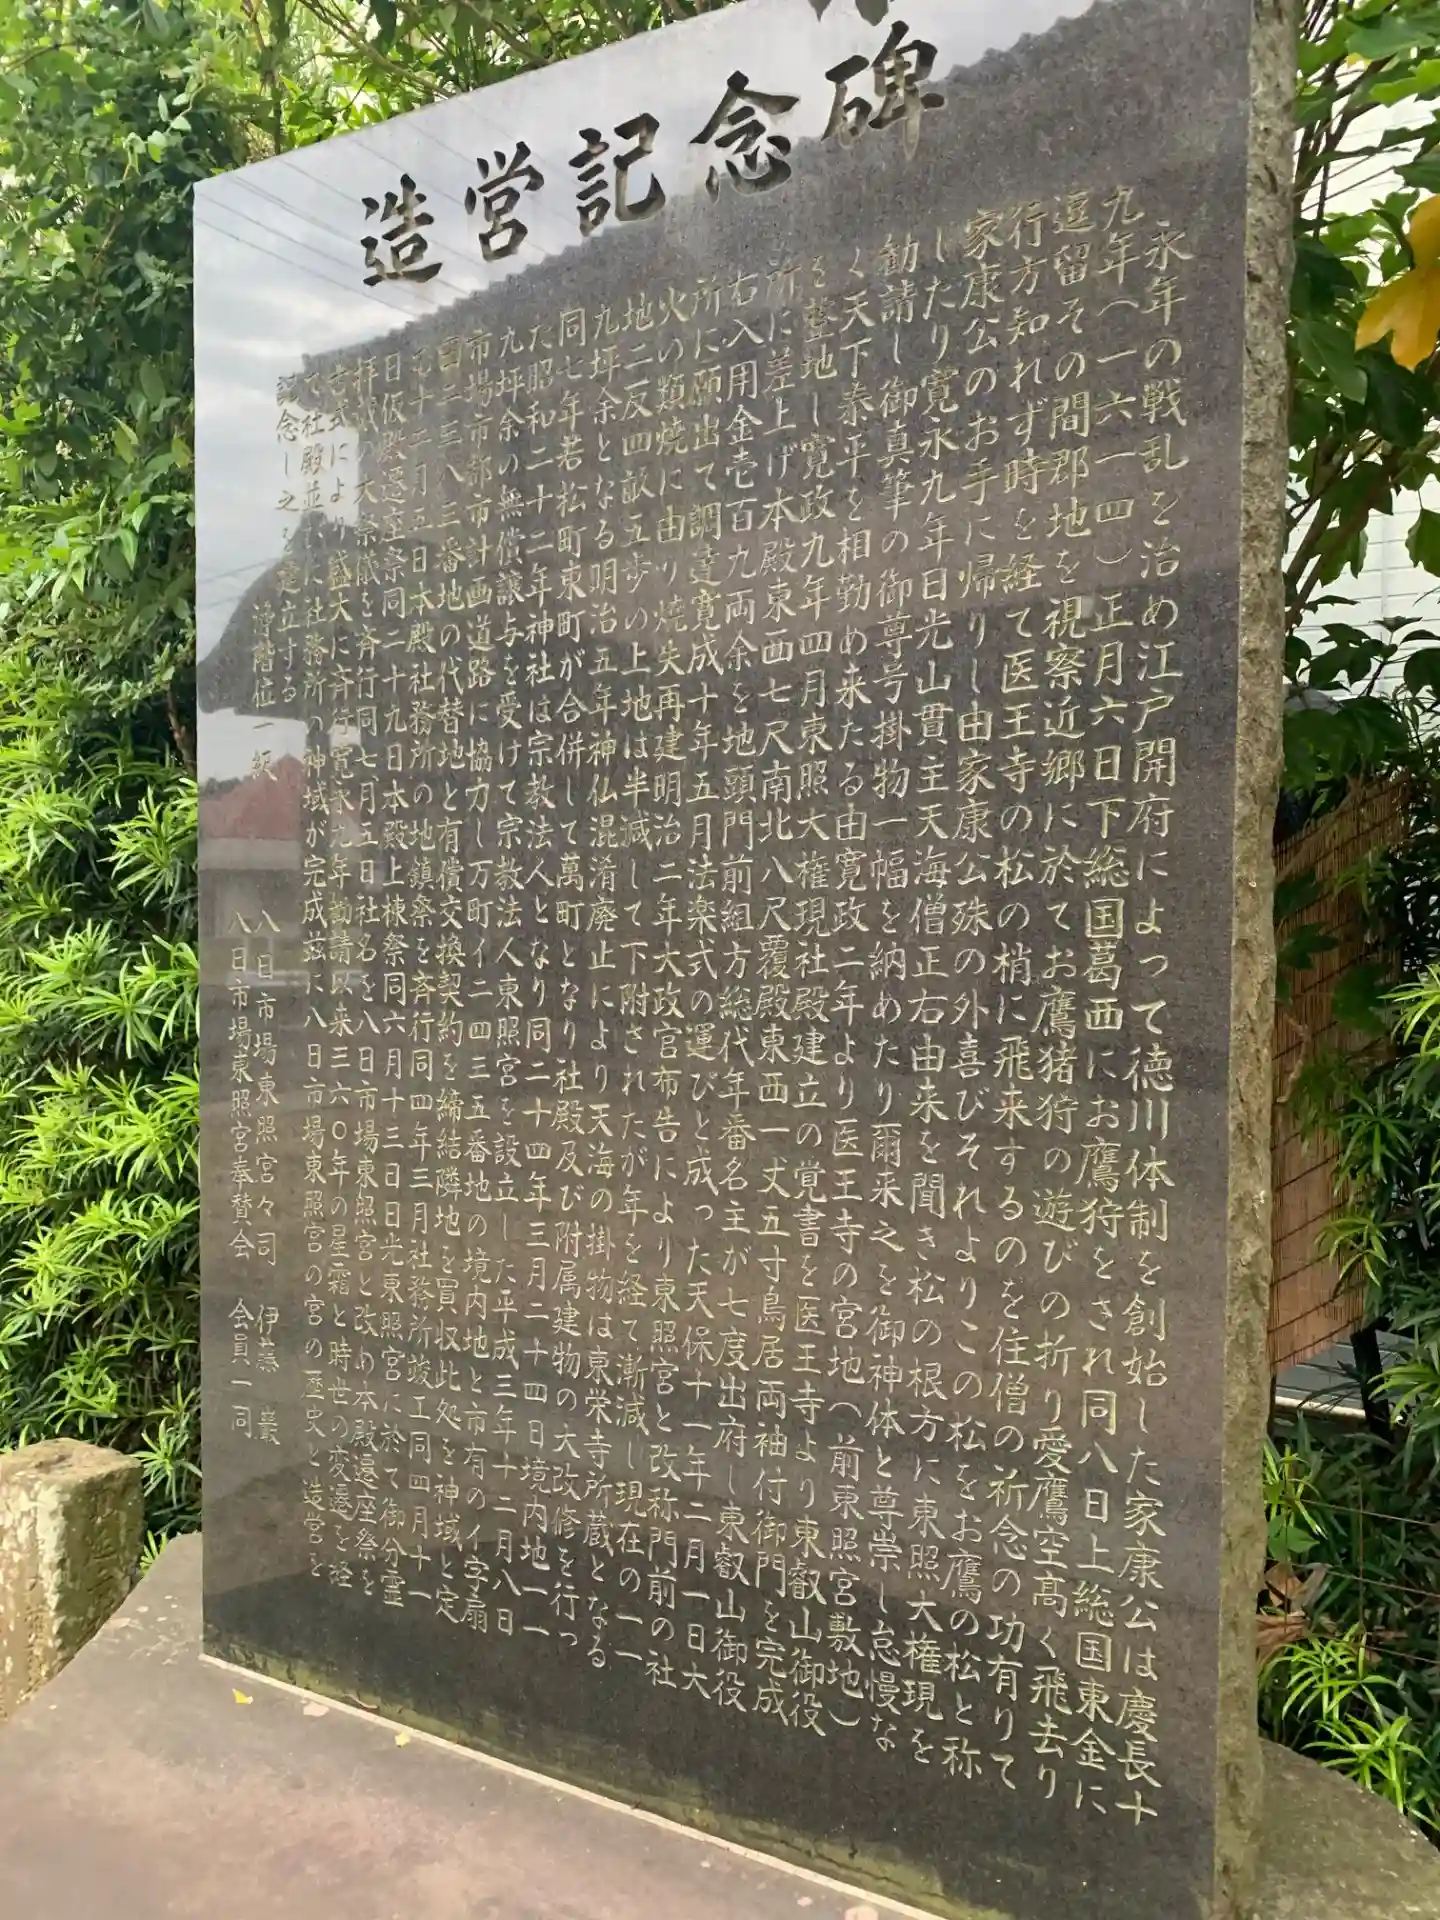 造営記念碑
永年の戦乱を治め江戸開府によって徳川体制を創始した家康公は慶長十
九年(一六一四)正月六日下総国葛西にお鷹狩をされ同八日上総国東金に
逗留その間郡地を視察近郷に於てお鷹猪狩の遊びの折り愛鷹空高く飛去り
行方知れず時を経て医王寺の松の梢に飛来するのを住僧の祈念の功有りて
家康公のお手に帰りし由家康公殊の外喜びそれよりこの松をお鷹の松と称
したり寛永九年日光山貫主天海僧正右由来を聞き松の根方に東照大権現を
勧請し御真筆の御尊号掛物一幅を納めたり爾来之を御神体と尊崇し怠慢な
く天下泰平を相勤め来たる由寛政二年より医王寺の宮地(前東照宮敷地)
を整地し寛政九年四月東照大権現社殿建立の覚書を医王寺より東叡山御役
所に差上げ本殿東西七尺南北八尺覆殿東西一丈五寸鳥居両袖付御門を完成
右入用金壱百九両余を地頭門前組方総代年番名主が七度出府し東叡山御役
所に願出て調達寛成十年五月法楽式の運びと成った天保十一年二月一日大
火の類焼に由り焼失再建明治二年大政官布告により東照宮と改称門前の社
地二反四畝五歩の上地は半減して下附されたが年を経て漸減し現在の一一
九坪余となる明治五年神仏混淆廃止により天海の掛物は東栄寺所蔵となる
同七年若松町東町が合併して萬町となり社殿及び附属建物の大改修を行っ
た昭和二十二年神社は宗教法人となり同二十四年三月二十四日境内地一一
九坪余の無償譲与を受けて宗教法人東照宮を設立した平成三年十二月八日
市場市都市計画道路に協力し万町イ二四三五番地の境内地と市有のイ字扇
田二三八三番地の代替地と有償交換契約を締結隣地を買収此処を神域と定
め十二月五日本殿社務所の地鎮祭を斉行同四年三月社務所竣工同四月十一
日仮殿遷座祭同二十九日本殿上棟祭同六月十三日日光東照宮に於て御分霊
拝戴の大祭儀を斉行同七月五日社名を八日市場東照宮と改め本殿遷座祭を
古式により盛大に斉行寛永九年勧請以来三六〇年の星霜と時世の変遷を経
て社殿並に社務所の神域が完成茲に八日市場東照宮の宮の歴史と造営を
記念し之を建立する
浄階位一級 八日市場東照宮々司 伊藤 巖
八日市場東照宮奉賛会 会員一同